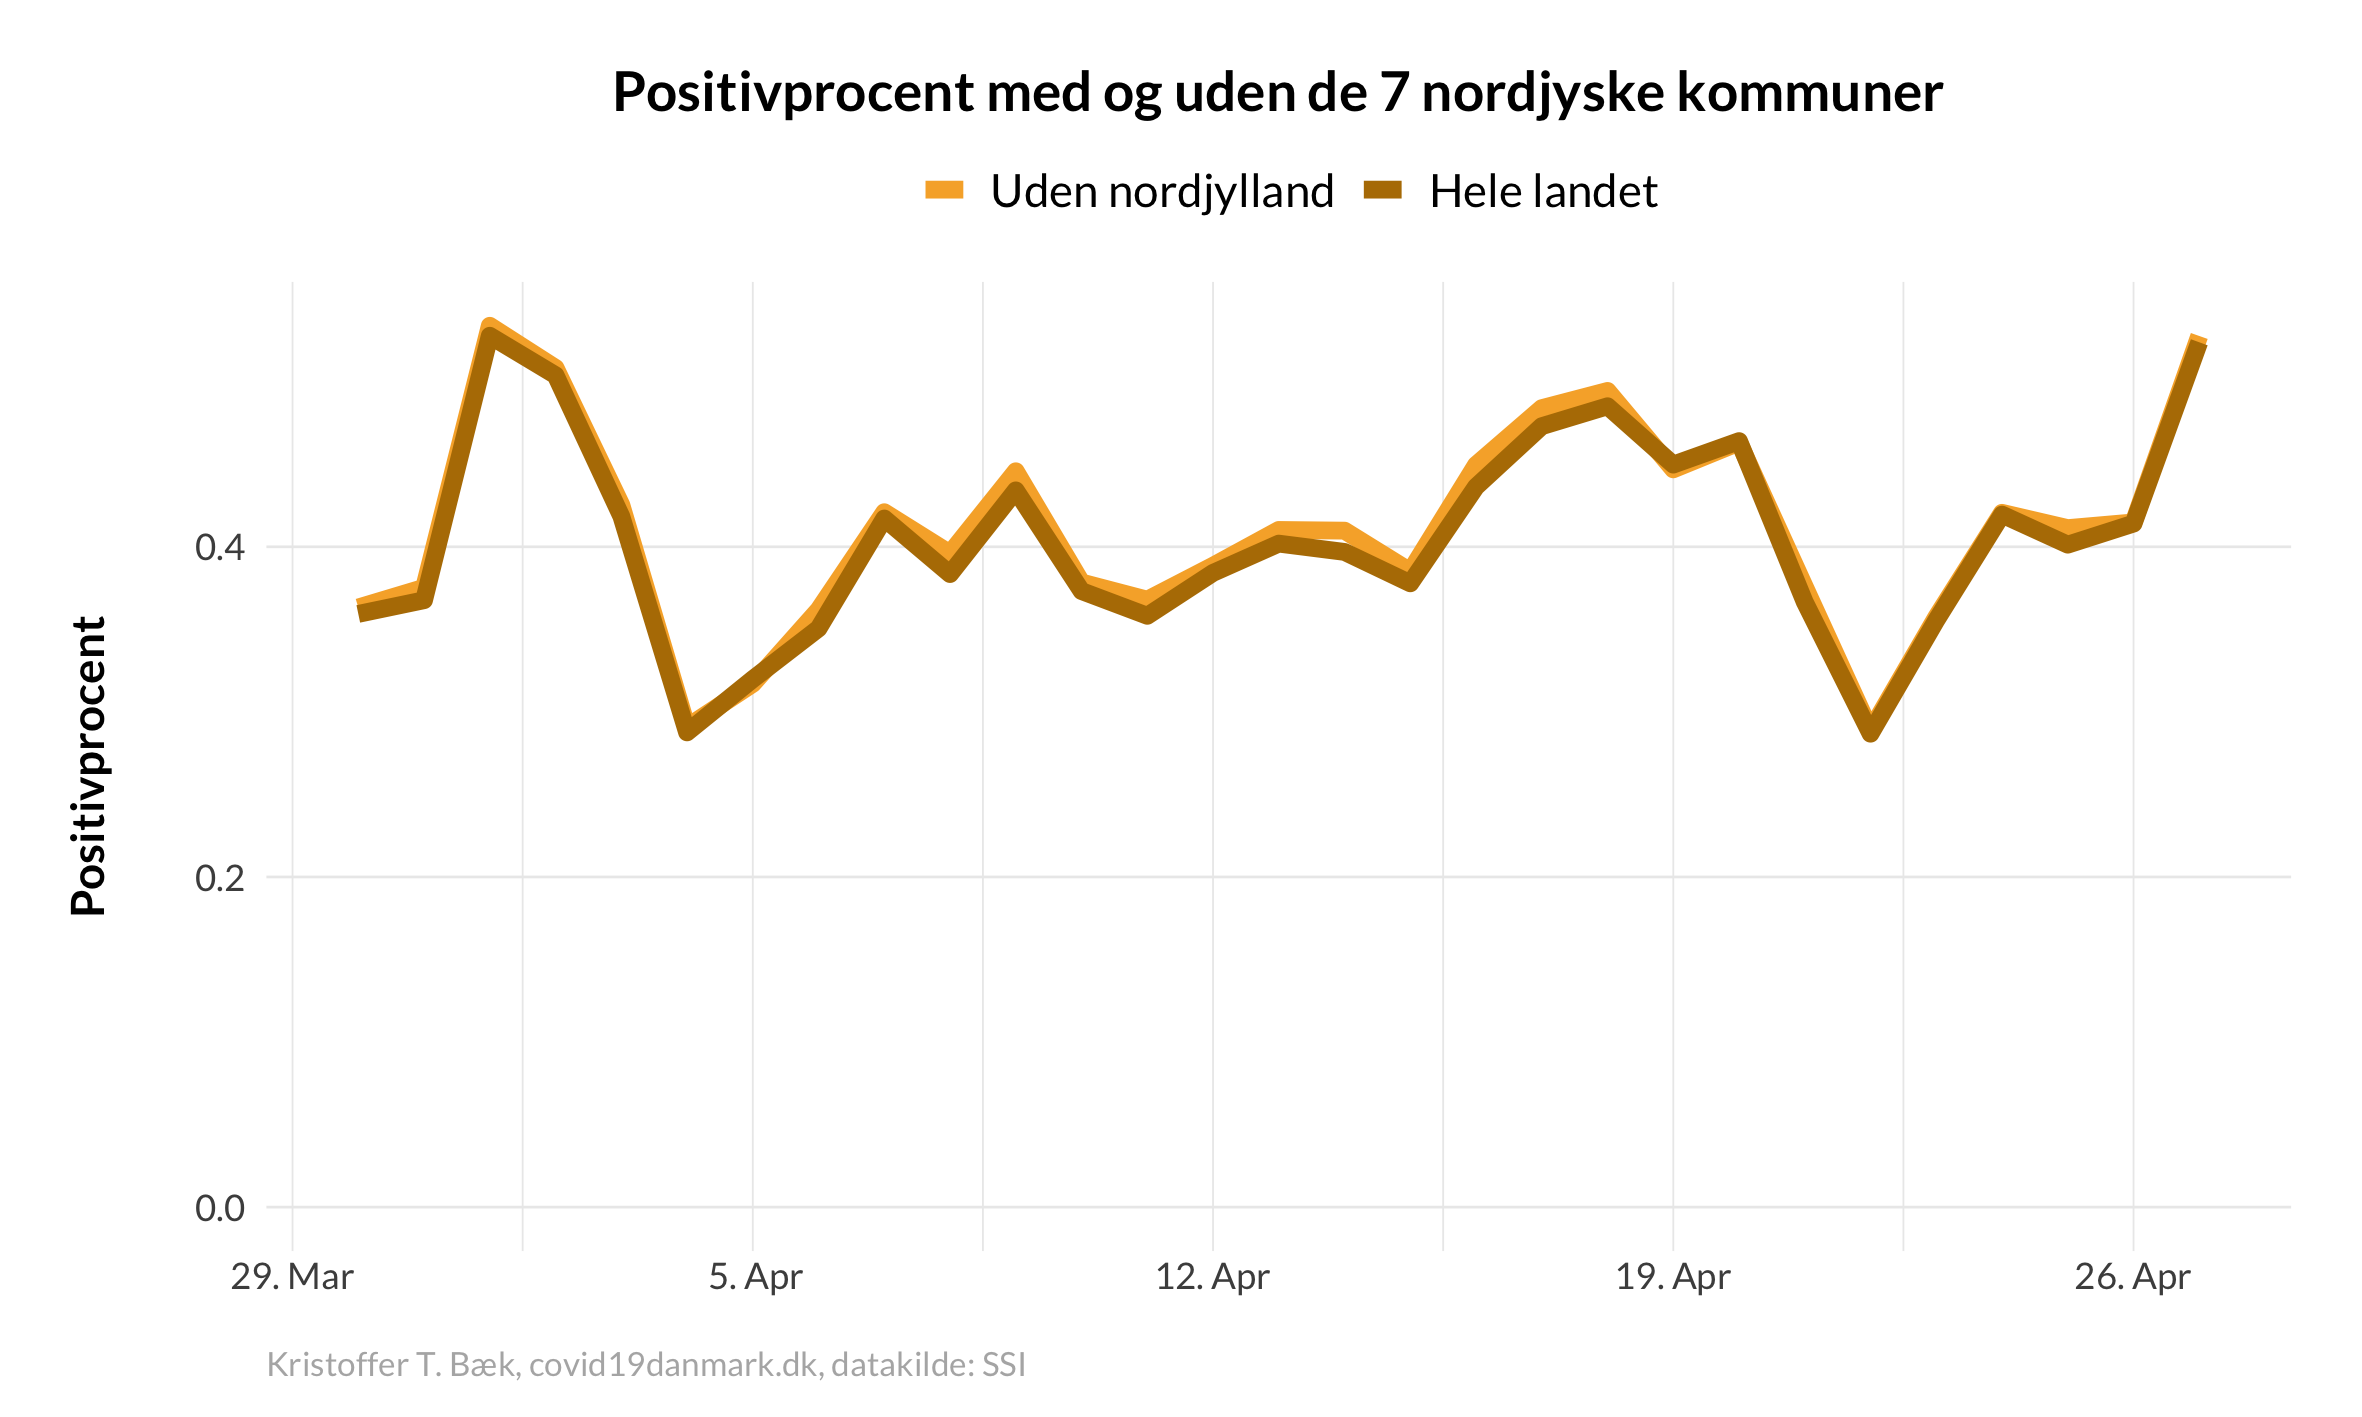 Positivprocent med og uden de 7 nordjyske kommuner
Uden nordjylland Hele landet
Positivprocent
0.4
0.2
0.0
29. Mar 5. Apr 12. Apr 19. Apr 26. Apr
Kristoffer T. Bæk, covid19danmark.dk, datakilde: SSI